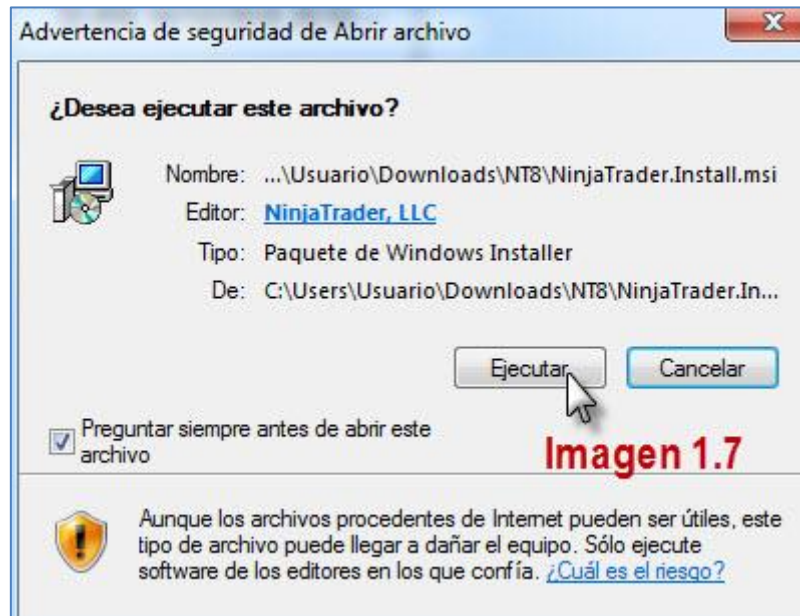 Advertencia de seguridad de Abrir archivo
¿Desea ejecutar este archivo?
Nombre: ...\Usuario\Downloads\NT8\NinjaTrader.Install.msi
Editor: NinjaTrader, LLC
Tipo: Paquete de Windows Installer
De: C:\Users\Usuario\Downloads\NT8\NinjaTrader.In...
Ejecutar Cancelar
Preguntar siempre antes de abrir este
archivo
Imagen 1.7
Aunque los archivos procedentes de Internet pueden ser útiles, este
tipo de archivo puede llegar a dañar el equipo. Sólo ejecute
software de los editores en los que confía. ¿Cuál es el riesgo?